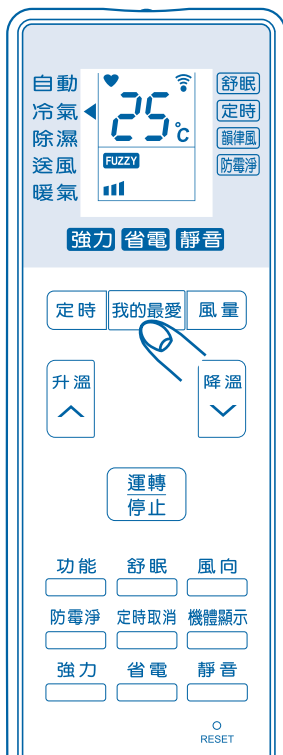 自動
冷氣
除濕
送風
暖氣
25℃
FUZZY
舒眠
定時
韻律風
防霉淨
強力 省電 靜音
定時 我的最愛 風量
升溫 降溫
運轉
停止
功能 舒眠 風向
防霉淨 定時取消 機體顯示
強力 省電 靜音
RESET